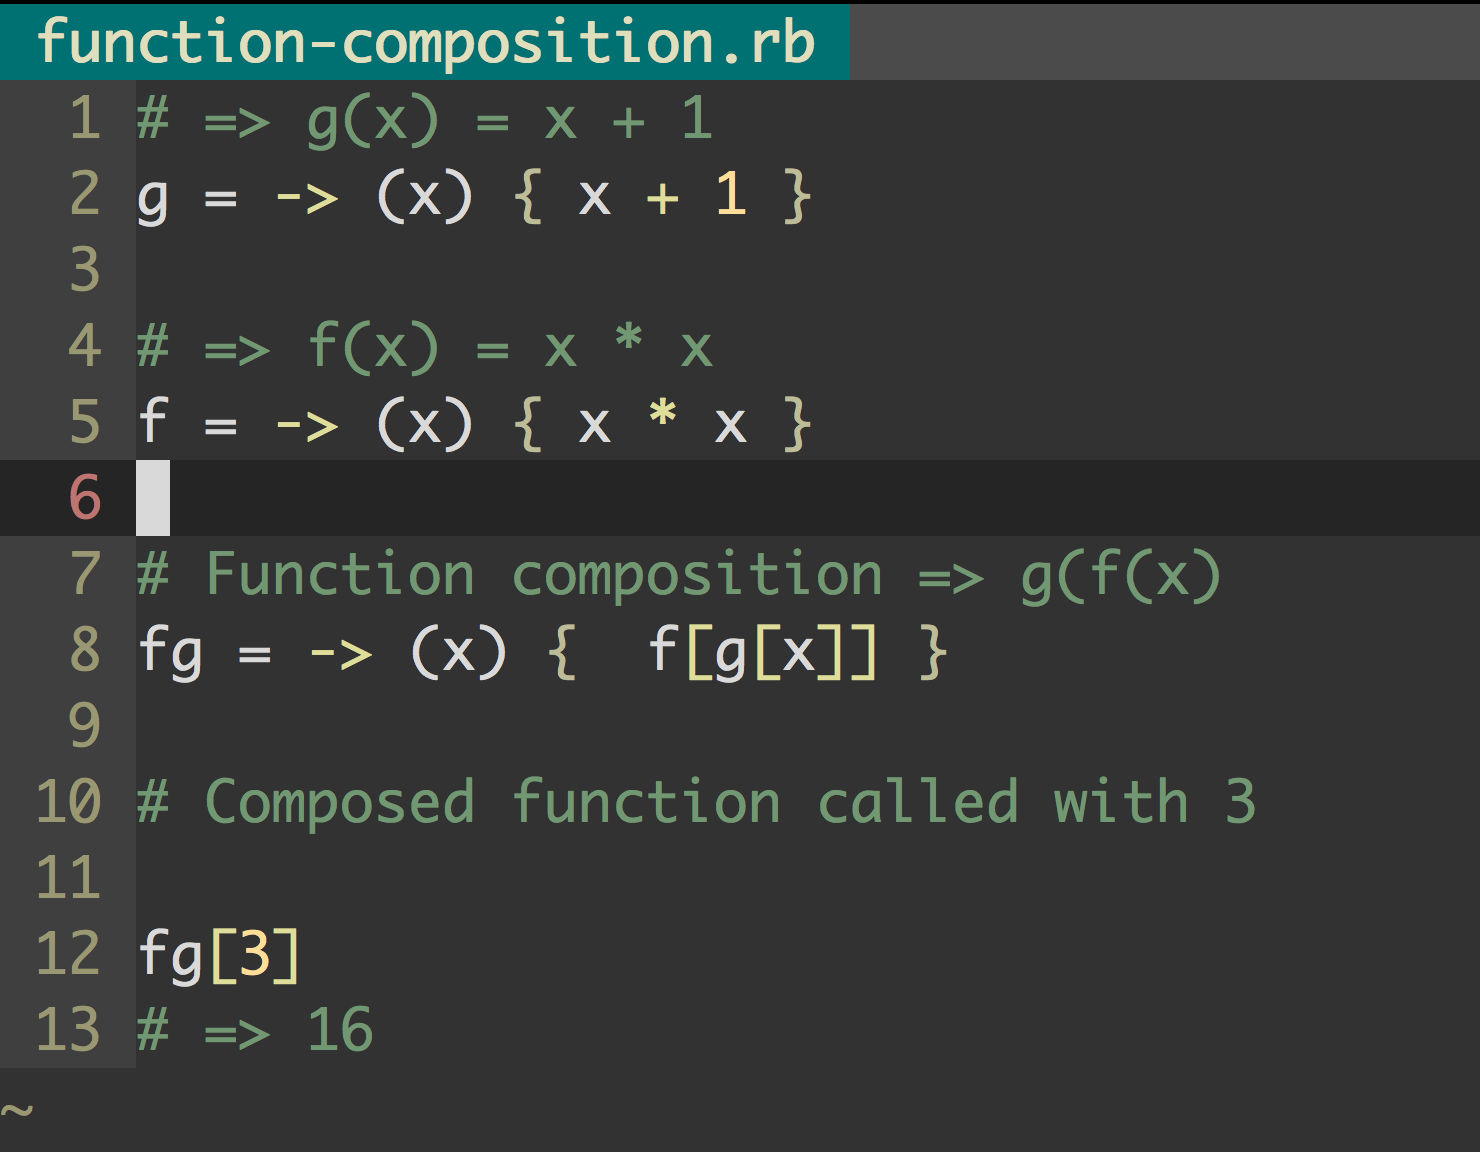 function-composition.rb
1 # => g(x) = x + 1
2 g = -> (x) { x + 1 }
3
4 # => f(x) = x * x
5 f = -> (x) { x * x }
6
7 # Function composition => g(f(x)
8 fg = -> (x) {  f[g[x]] }
9
10 # Composed function called with 3
11
12 fg[3]
13 # => 16
~